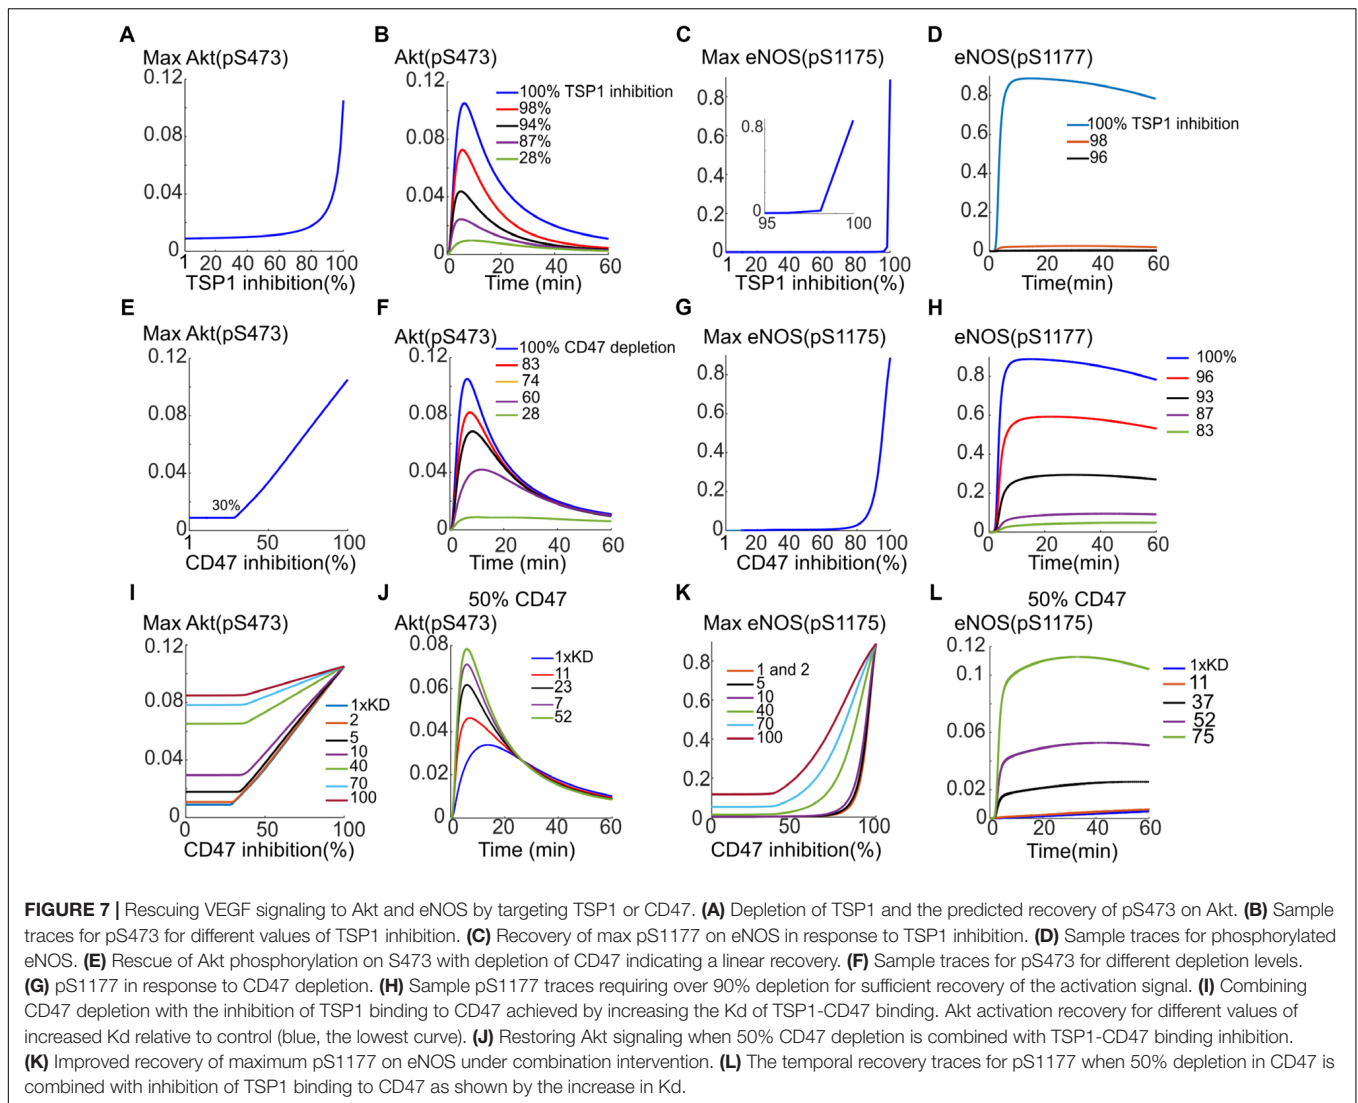 A
Max Akt(pS473)
0.12
0.08
0.04
0
1 20 40 60 80 100
TSP1 inhibition(%)
B
Akt(pS473)
0.12
0.08
0.04
0
100% TSP1 inhibition
98%
94%
87%
28%
0 20 40 60
Time (min)
C
Max eNOS(pS1175)
0.8
0.6
0.4
0.2
0
0.8
0
95 100
1 20 40 60 80 100
TSP1 inhibition(%)
D
eNOS(pS1177)
0.8
0.6
0.4
0.2
0
100% TSP1 inhibition
98
96
0 20 40 60
Time(min)
E
Max Akt(pS473)
0.12
0.08
0.04
0
30%
1 50 100
CD47 inhibition(%)
F
Akt(pS473)
0.12
0.08
0.04
0
100% CD47 depletion
83
74
60
28
0 20 40 60
Time (min)
G
Max eNOS(pS1175)
0.8
0.6
0.4
0.2
0
1 20 40 60 80 100
CD47 inhibition(%)
H
eNOS(pS1177)
0.8
0.6
0.4
0.2
0
100%
96
93
87
83
0 20 40 60
Time(min)
I
Max Akt(pS473)
0.12
0.08
0.04
0
1xKD
2
5
10
40
70
100
0 50 100
CD47 inhibition(%)
J
50% CD47
Akt(pS473)
0.08
0.06
0.04
0.02
0
1xKD
11
23
7
52
0 20 40 60
Time (min)
K
Max eNOS(pS1175)
0.8
0.6
0.4
0.2
0
1 and 2
5
10
40
70
100
0 50 100
CD47 inhibition(%)
L
50% CD47
eNOS(pS1175)
0.12
0.1
0.06
0.02
0
1xKD
11
37
52
75
0 20 40 60
Time(min)
FIGURE 7 | Rescuing VEGF signaling to Akt and eNOS by targeting TSP1 or CD47. (A) Depletion of TSP1 and the predicted recovery of pS473 on Akt. (B) Sample
traces for pS473 for different values of TSP1 inhibition. (C) Recovery of max pS1177 on eNOS in response to TSP1 inhibition. (D) Sample traces for phosphorylated
eNOS. (E) Rescue of Akt phosphorylation on S473 with depletion of CD47 indicating a linear recovery. (F) Sample traces for pS473 for different depletion levels.
(G) pS1177 in response to CD47 depletion. (H) Sample pS1177 traces requiring over 90% depletion for sufficient recovery of the activation signal. (I) Combining
CD47 depletion with the inhibition of TSP1 binding to CD47 achieved by increasing the Kd of TSP1-CD47 binding. Akt activation recovery for different values of
increased Kd relative to control (blue, the lowest curve). (J) Restoring Akt signaling when 50% CD47 depletion is combined with TSP1-CD47 binding inhibition.
(K) Improved recovery of maximum pS1177 on eNOS under combination intervention. (L) The temporal recovery traces for pS1177 when 50% depletion in CD47 is
combined with inhibition of TSP1 binding to CD47 as shown by the increase in Kd.